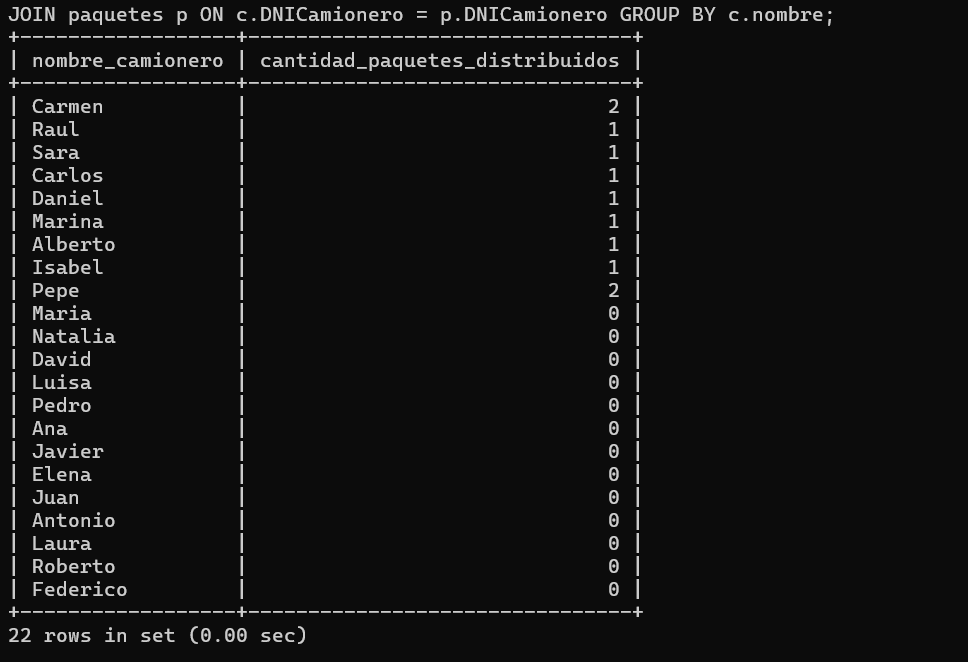 JOIN paquetes p ON c.DNICamionero = p.DNICamionero GROUP BY c.nombre;
+------------------+--------------------------------+
| nombre_camionero | cantidad_paquetes_distribuidos |
+------------------+--------------------------------+
| Carmen           |                              2 |
| Raul             |                              1 |
| Sara             |                              1 |
| Carlos           |                              1 |
| Daniel           |                              1 |
| Marina           |                              1 |
| Alberto          |                              1 |
| Isabel           |                              1 |
| Pepe             |                              2 |
| Maria            |                              0 |
| Natalia          |                              0 |
| David            |                              0 |
| Luisa            |                              0 |
| Pedro            |                              0 |
| Ana              |                              0 |
| Javier           |                              0 |
| Elena            |                              0 |
| Juan             |                              0 |
| Antonio          |                              0 |
| Laura            |                              0 |
| Roberto          |                              0 |
| Federico         |                              0 |
+------------------+--------------------------------+
22 rows in set (0.00 sec)